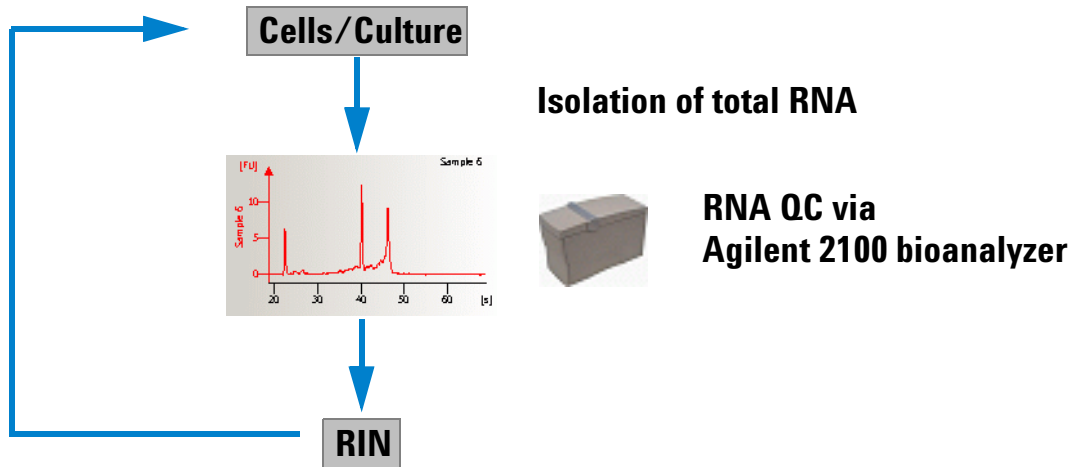 Cells/Culture
Isolation of total RNA
[FU]
Sample 6
10
5
0
Sample 6
20 30 40 50 60 [s]
RNA QC via
Agilent 2100 bioanalyzer
RIN